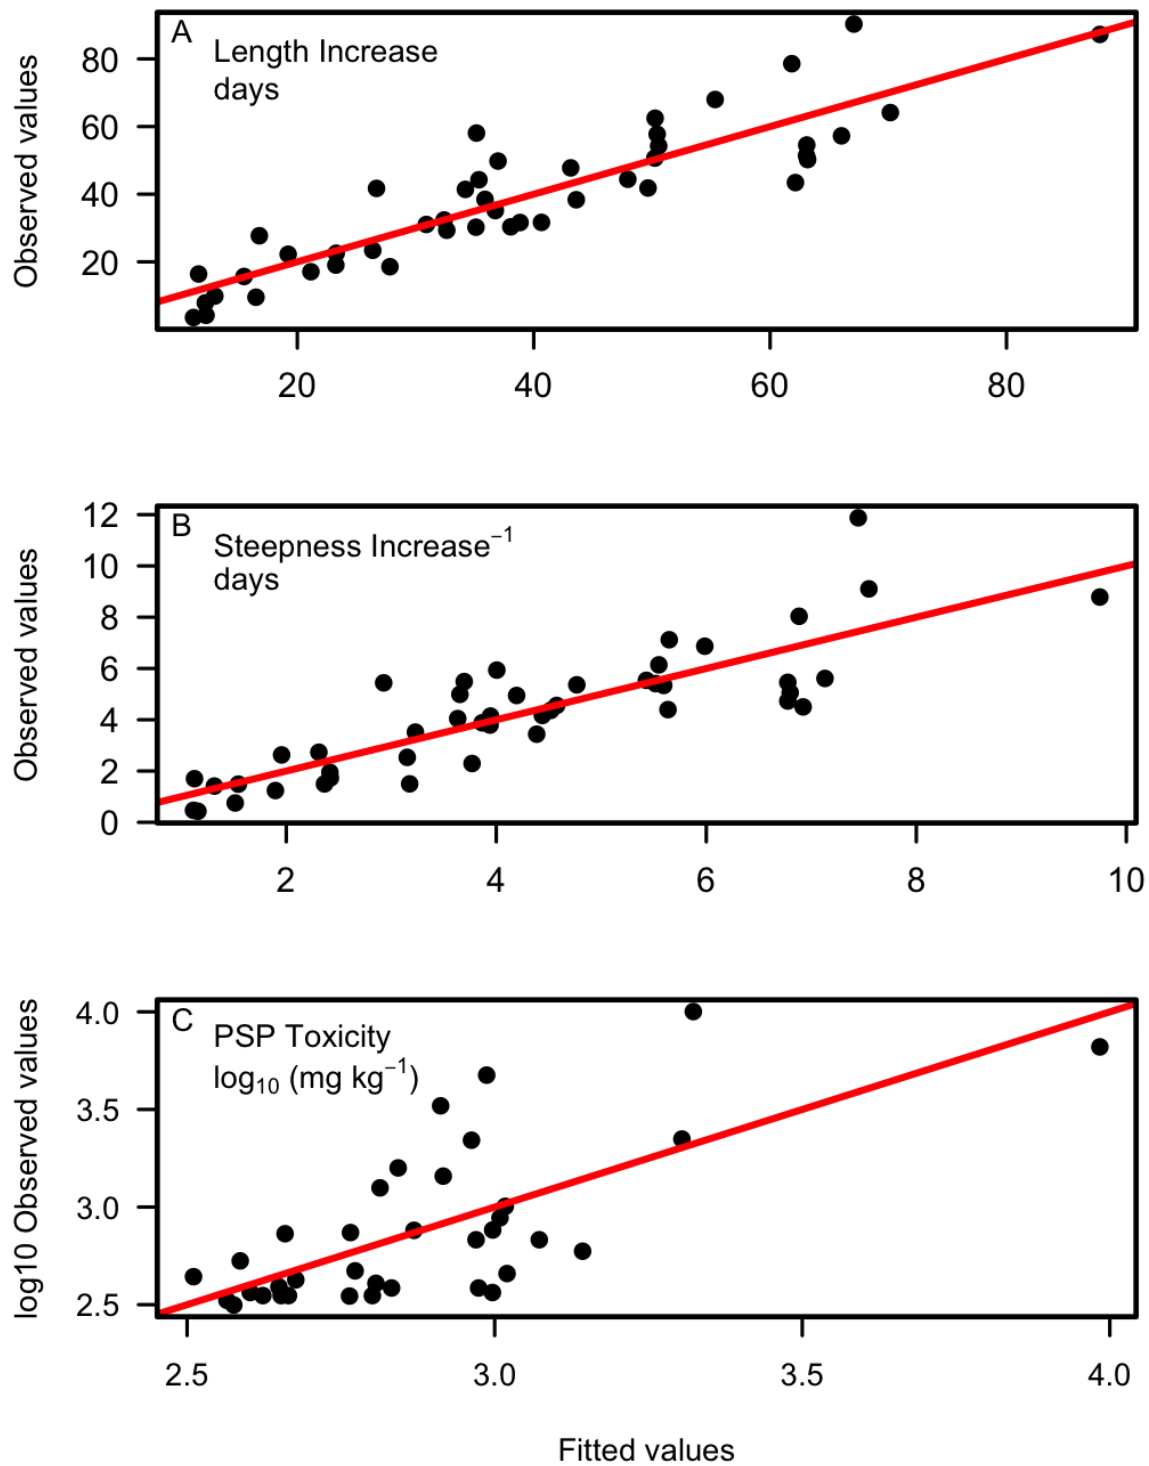 A
Length Increase
days
Observed values
80
60
40
20
20 40 60 80
B
Steepness Increase⁻¹
days
Observed values
12
10
8
6
4
2
0
2 4 6 8 10
C
PSP Toxicity
log₁₀ (mg kg⁻¹)
log10 Observed values
4.0
3.5
3.0
2.5
2.5 3.0 3.5 4.0
Fitted values